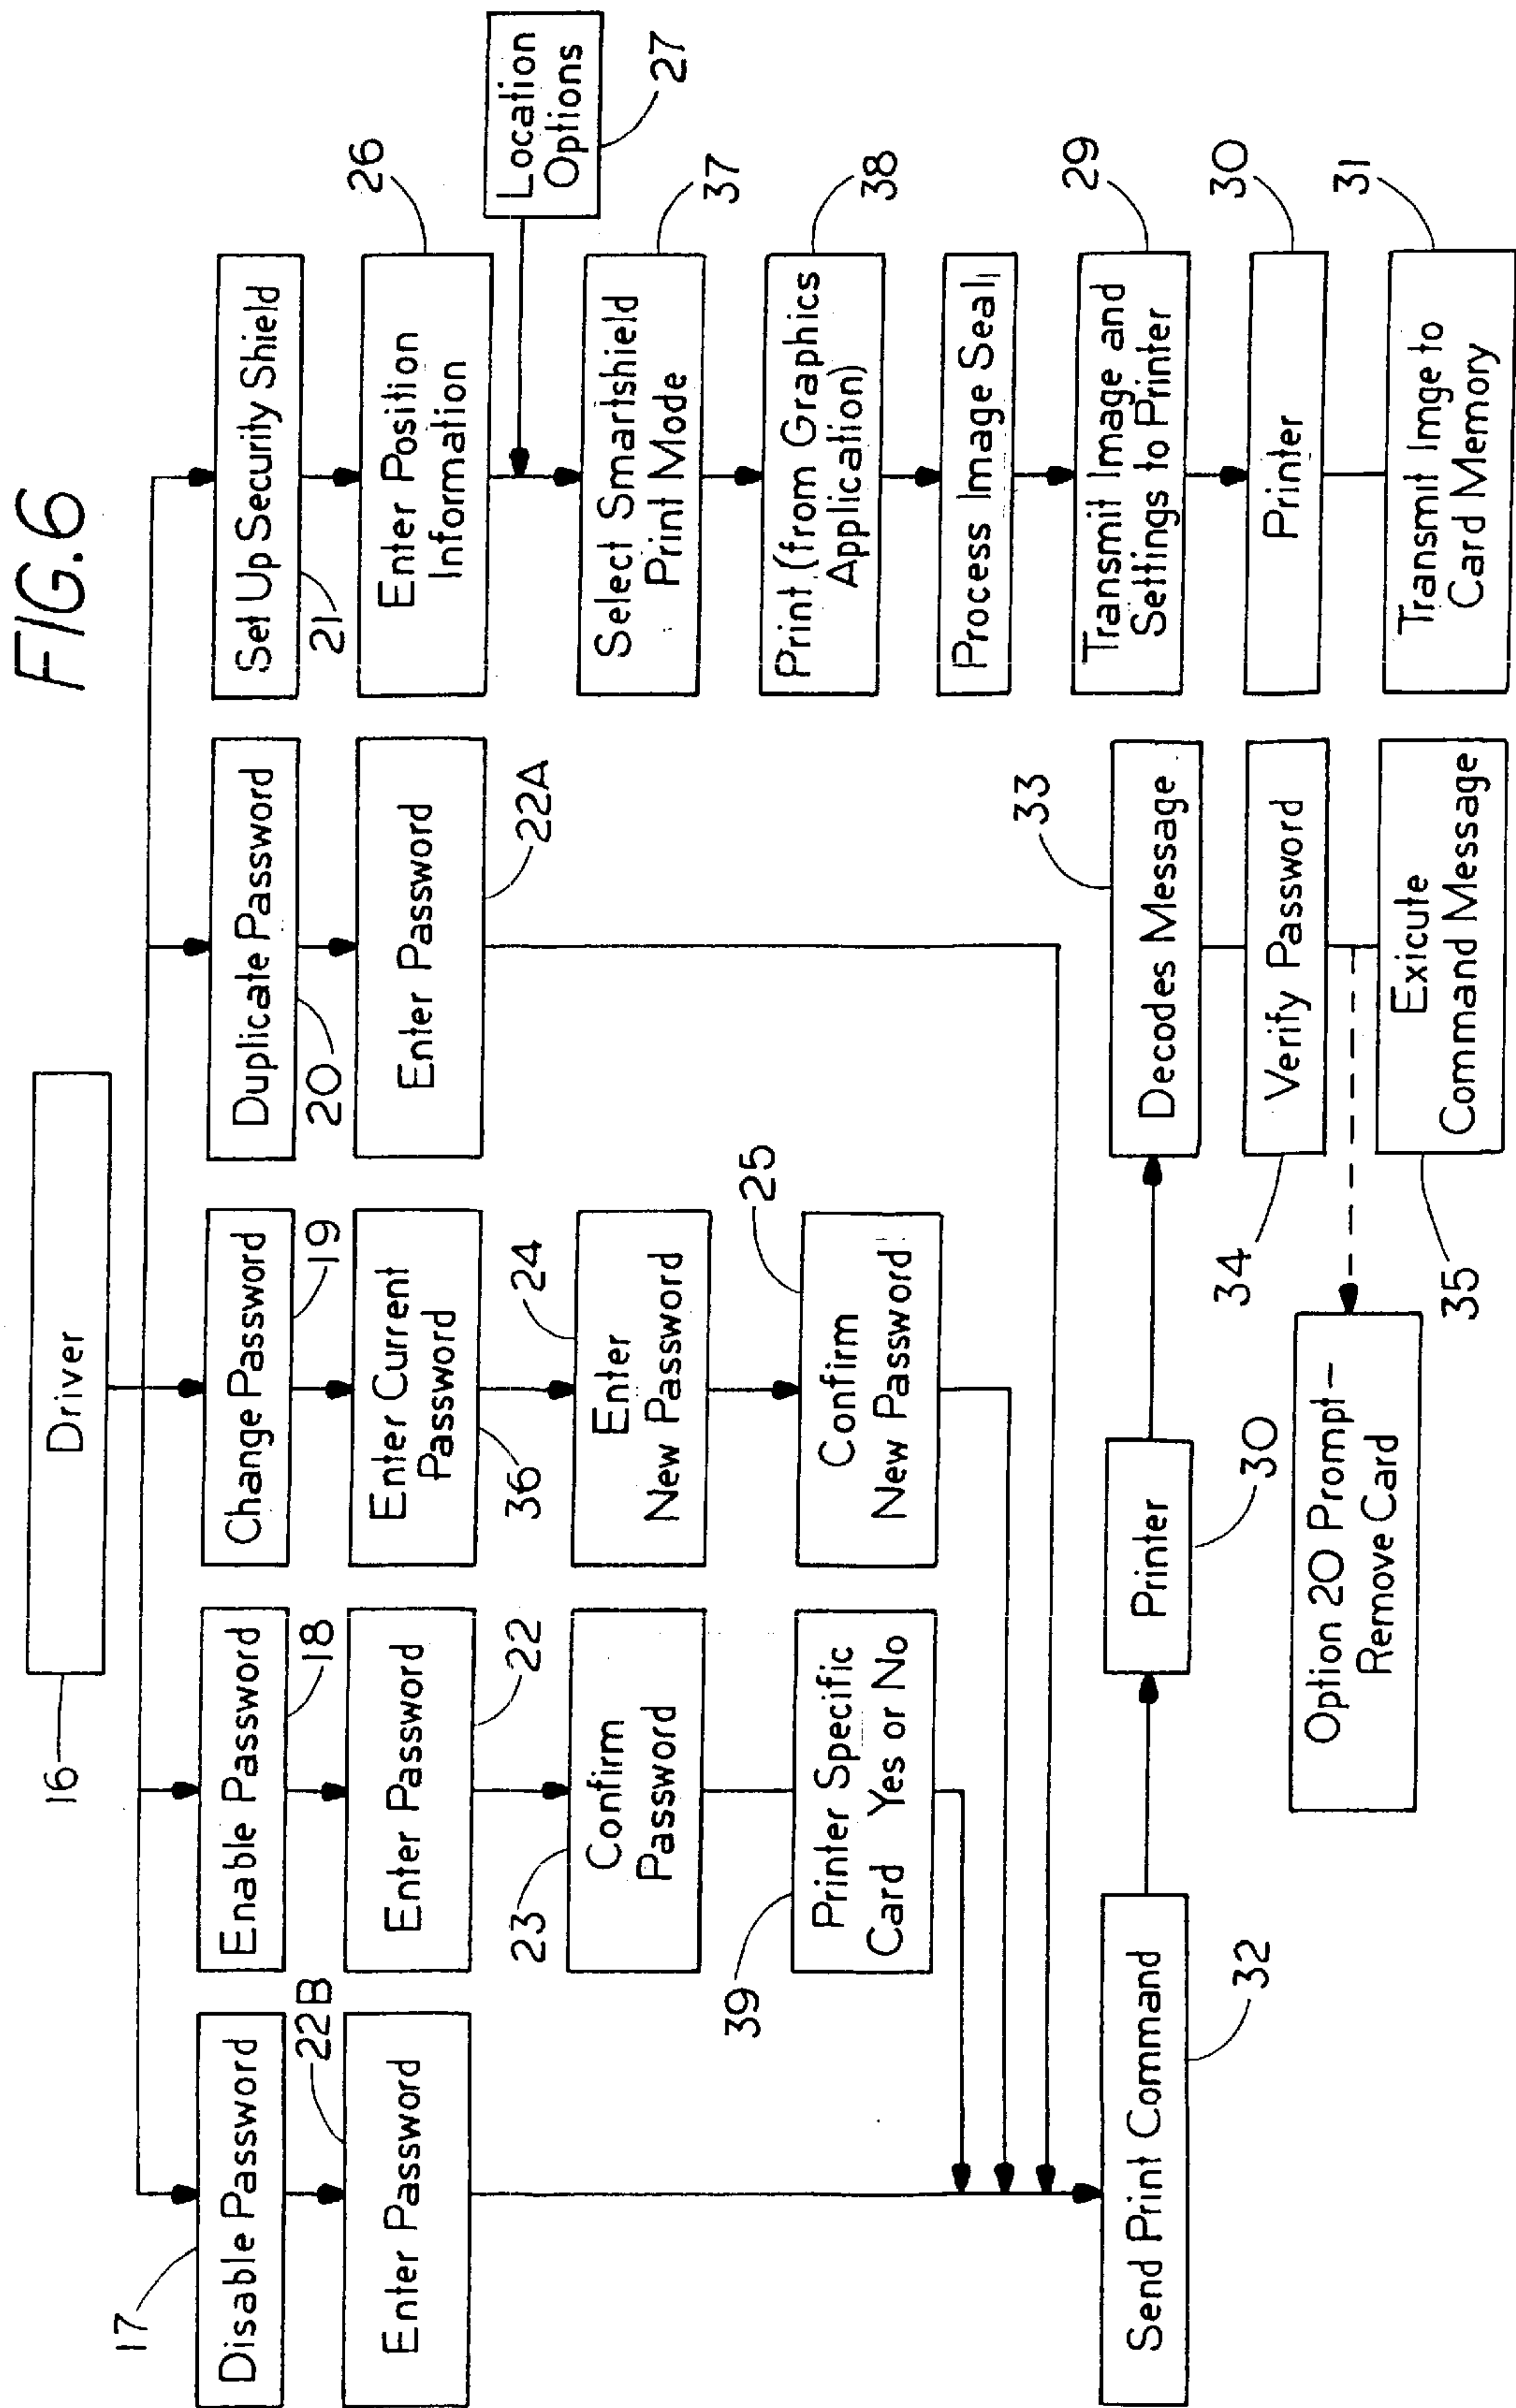 FIG.6
Driver
16
Disable Password
17
Enter Password
22B
Enable Password
18
Enter Password
22
Confirm
Password
23
Printer Specific
Card Yes or No
39
Change Password
19
Enter Current
Password
36
Enter
New Password
24
Confirm
New Password
25
Duplicate Password
20
Enter Password
22A
Set Up Security Shield
21
Enter Position
Information
26
Location
Options
27
Select Smartshield
Print Mode
37
Print (from Graphics
Application)
38
Process Image Seal
Transmit Image and
Settings to Printer
29
Printer
30
Transmit Imge to
Card Memory
31
Send Print Command
32
Printer
30
Decodes Message
33
Verify Password
34
Exicute
Command Message
35
Option 20 Prompt-
Remove Card